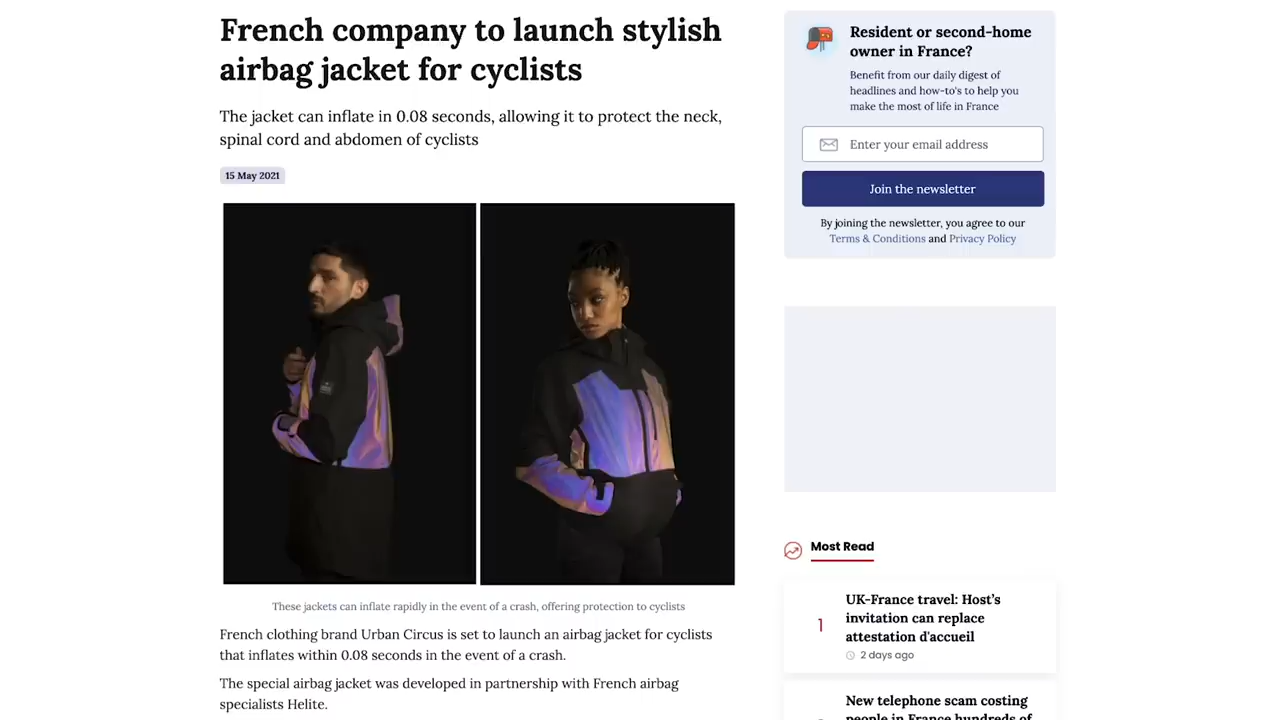 French company to launch stylish
airbag jacket for cyclists
The jacket can inflate in 0.08 seconds, allowing it to protect the neck,
spinal cord and abdomen of cyclists
15 May 2021
These jackets can inflate rapidly in the event of a crash, offering protection to cyclists
French clothing brand Urban Circus is set to launch an airbag jacket for cyclists
that inflates within 0.08 seconds in the event of a crash.
The special airbag jacket was developed in partnership with French airbag
specialists Helite.
Resident or second-home
owner in France?
Benefit from our daily digest of
headlines and how-to's to help you
make the most of life in France
Enter your email address
Join the newsletter
By joining the newsletter, you agree to our
Terms & Conditions and Privacy Policy
Most Read
1
UK-France travel: Host’s
invitation can replace
attestation d'accueil
2 days ago
New telephone scam costing
people in France hundreds of